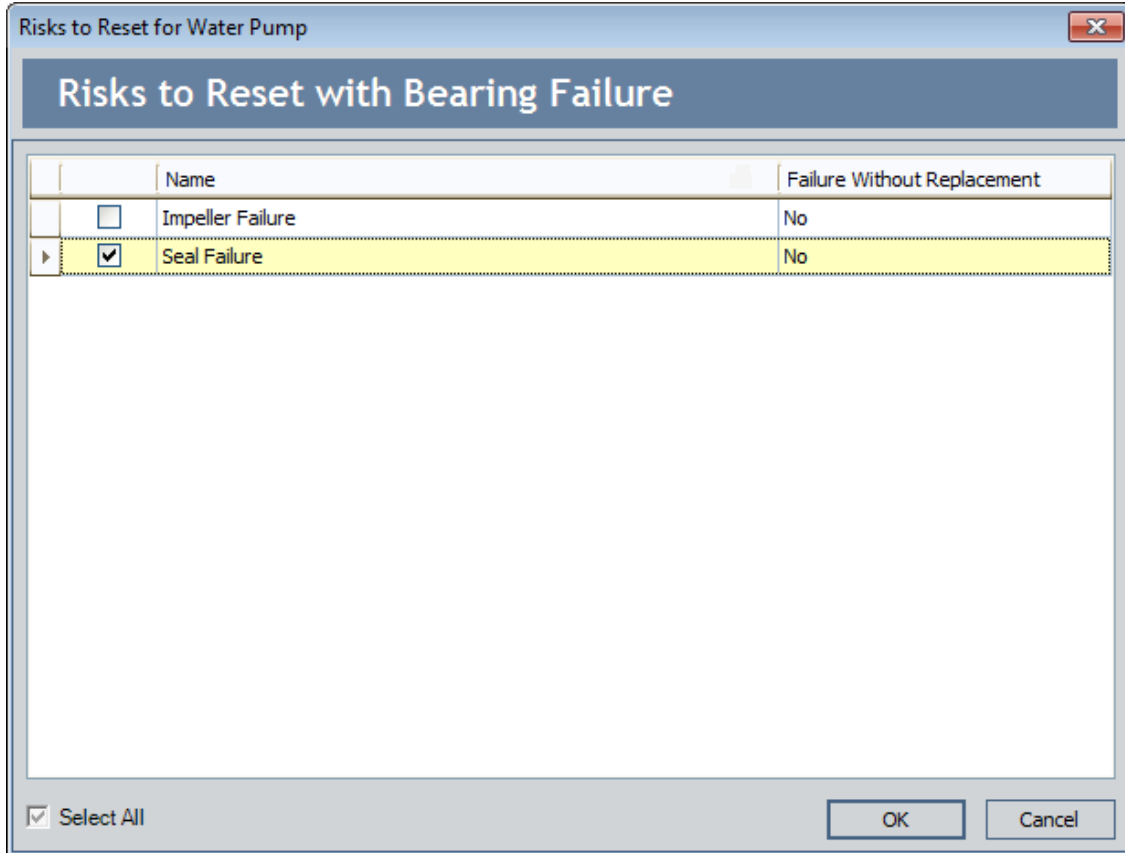 Risks to Reset for Water Pump
Risks to Reset with Bearing Failure
Name Failure Without Replacement
Impeller Failure No
Seal Failure No
Select All OK Cancel